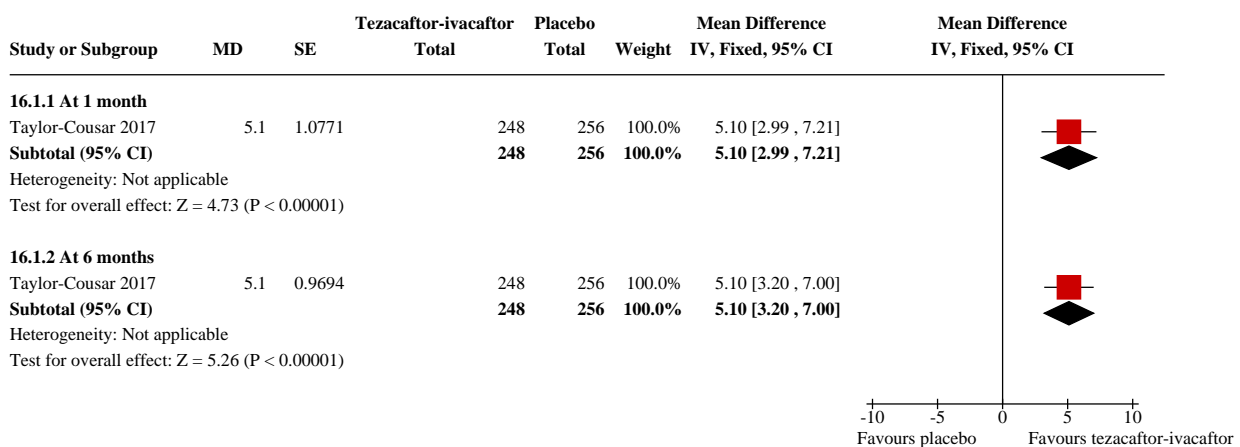 Tezacaftor-ivacaftor Placebo Mean Difference Mean Difference
Study or Subgroup MD SE Total Total Weight IV, Fixed, 95% CI IV, Fixed, 95% CI
16.1.1 At 1 month
Taylor-Cousar 2017 5.1 1.0771 248 256 100.0% 5.10 [2.99 , 7.21]
Subtotal (95% CI) 248 256 100.0% 5.10 [2.99 , 7.21]
Heterogeneity: Not applicable
Test for overall effect: Z = 4.73 (P < 0.00001)
16.1.2 At 6 months
Taylor-Cousar 2017 5.1 0.9694 248 256 100.0% 5.10 [3.20 , 7.00]
Subtotal (95% CI) 248 256 100.0% 5.10 [3.20 , 7.00]
Heterogeneity: Not applicable
Test for overall effect: Z = 5.26 (P < 0.00001)
-10 -5 0 5 10
Favours placebo Favours tezacaftor-ivacaftor